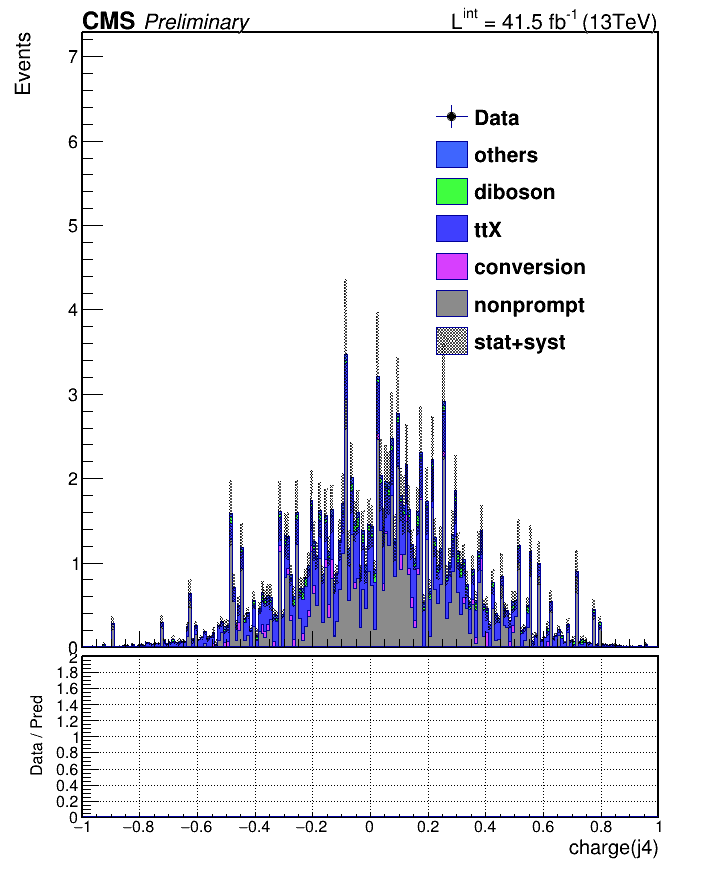 CMS Preliminary L^int = 41.5 fb^-1 (13TeV)
Events
7
6
5
4
3
2
1
0
Data
others
diboson
ttX
conversion
nonprompt
stat+syst
Data / Pred
2
1.8
1.6
1.4
1.2
1
0.8
0.6
0.4
0.2
0
−1 −0.8 −0.6 −0.4 −0.2 0 0.2 0.4 0.6 0.8 1
charge(j4)